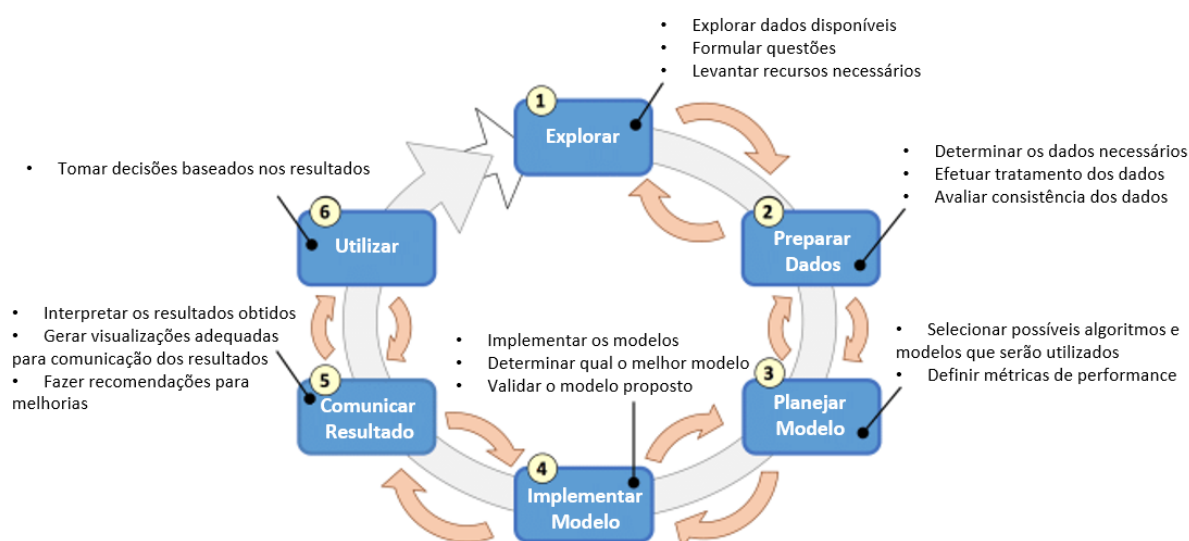 • Explorar dados disponíveis
• Formular questões
• Levantar recursos necessários
1
Explorar
• Determinar os dados necessários
• Efetuar tratamento dos dados
• Avaliar consistência dos dados
2
Preparar
Dados
• Selecionar possíveis algoritmos e
modelos que serão utilizados
• Definir métricas de performance
3
Planejar
Modelo
• Implementar os modelos
• Determinar qual o melhor modelo
• Validar o modelo proposto
4
Implementar
Modelo
• Interpretar os resultados obtidos
• Gerar visualizações adequadas
para comunicação dos resultados
• Fazer recomendações para
melhorias
5
Comunicar
Resultado
• Tomar decisões baseados nos resultados
6
Utilizar